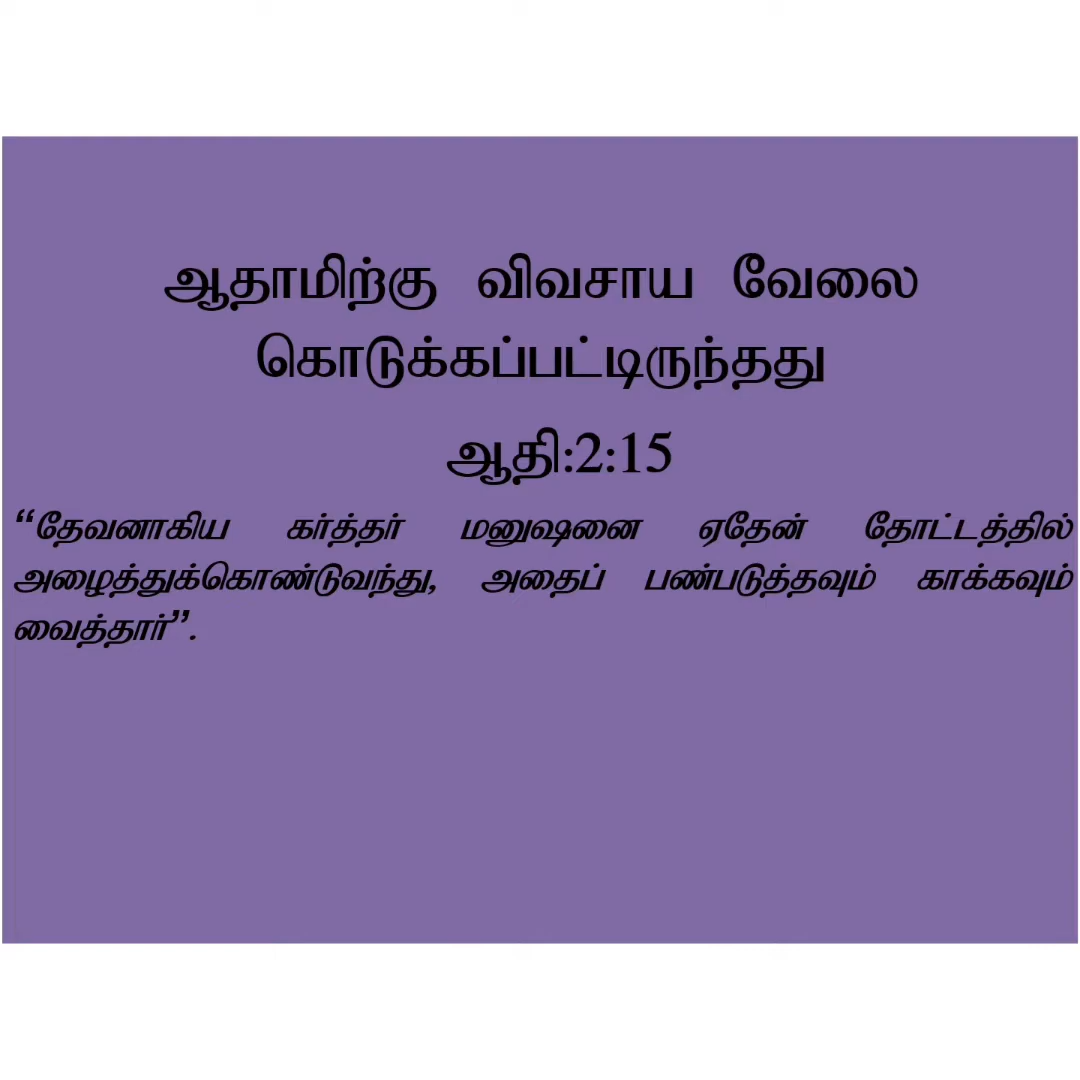 ஆதாமிற்கு விவசாய வேலை
கொடுக்கப்பட்டிருந்தது
ஆதி:2:15
“தேவனாகிய கர்த்தர் மனுஷனை ஏதேன் தோட்டத்தில்
அழைத்துக்கொண்டுவந்து, அதைப் பண்படுத்தவும் காக்கவும்
வைத்தார்”.